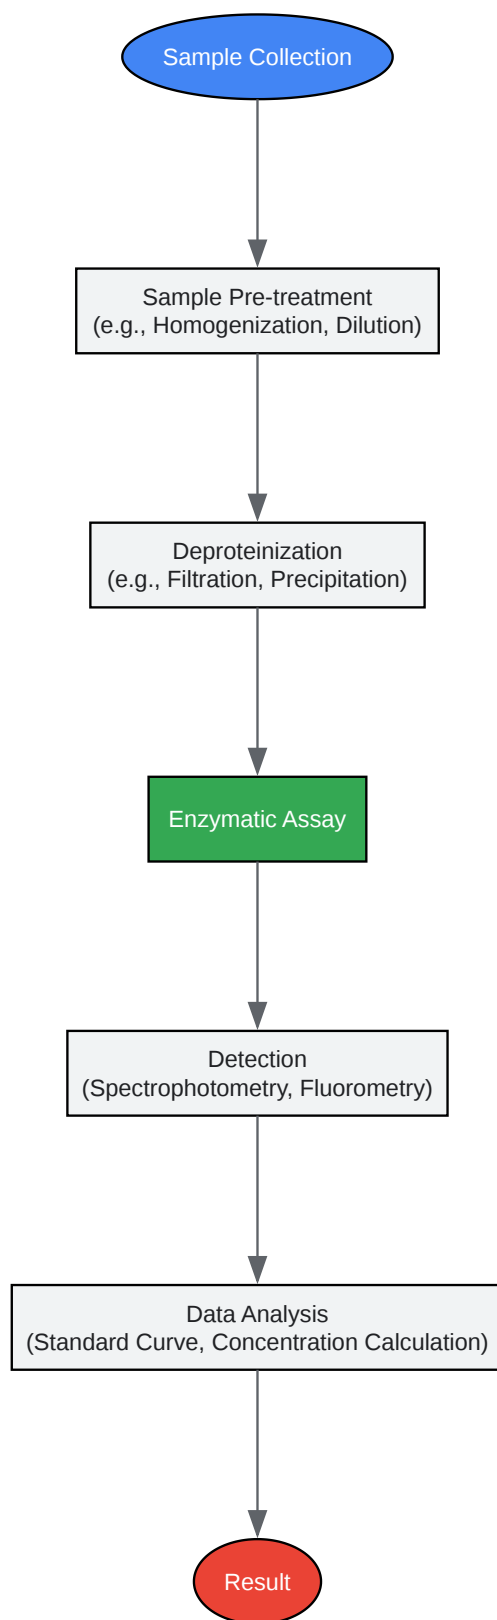 Sample Collection
Sample Pre-treatment
(e.g., Homogenization, Dilution)
Deproteinization
(e.g., Filtration, Precipitation)
Enzymatic Assay
Detection
(Spectrophotometry, Fluorometry)
Data Analysis
(Standard Curve, Concentration Calculation)
Result